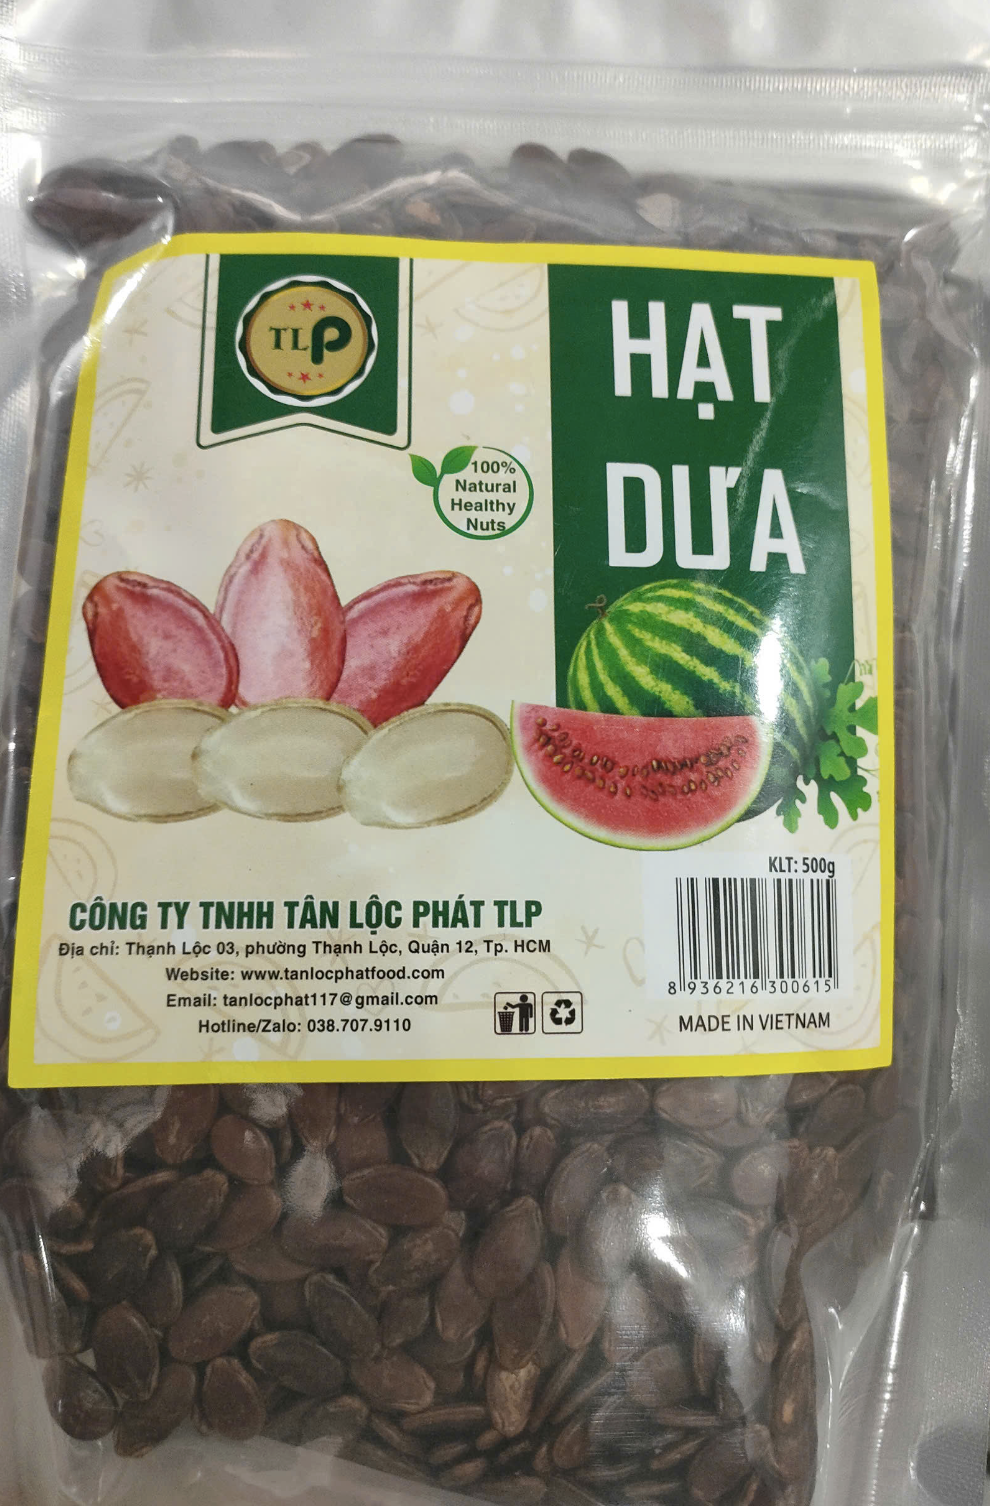 TLP
HẠT
DƯA
100%
Natural
Healthy
Nuts
KLT: 500g
8 936216 300615
MADE IN VIETNAM
CÔNG TY TNHH TÂN LỘC PHÁT TLP
Địa chỉ: Thạnh Lộc 03, phường Thạnh Lộc, Quận 12, Tp. HCM
Website: www.tanlocphatfood.com
Email: tanlocphat117@gmail.com
Hotline/Zalo: 038.707.9110